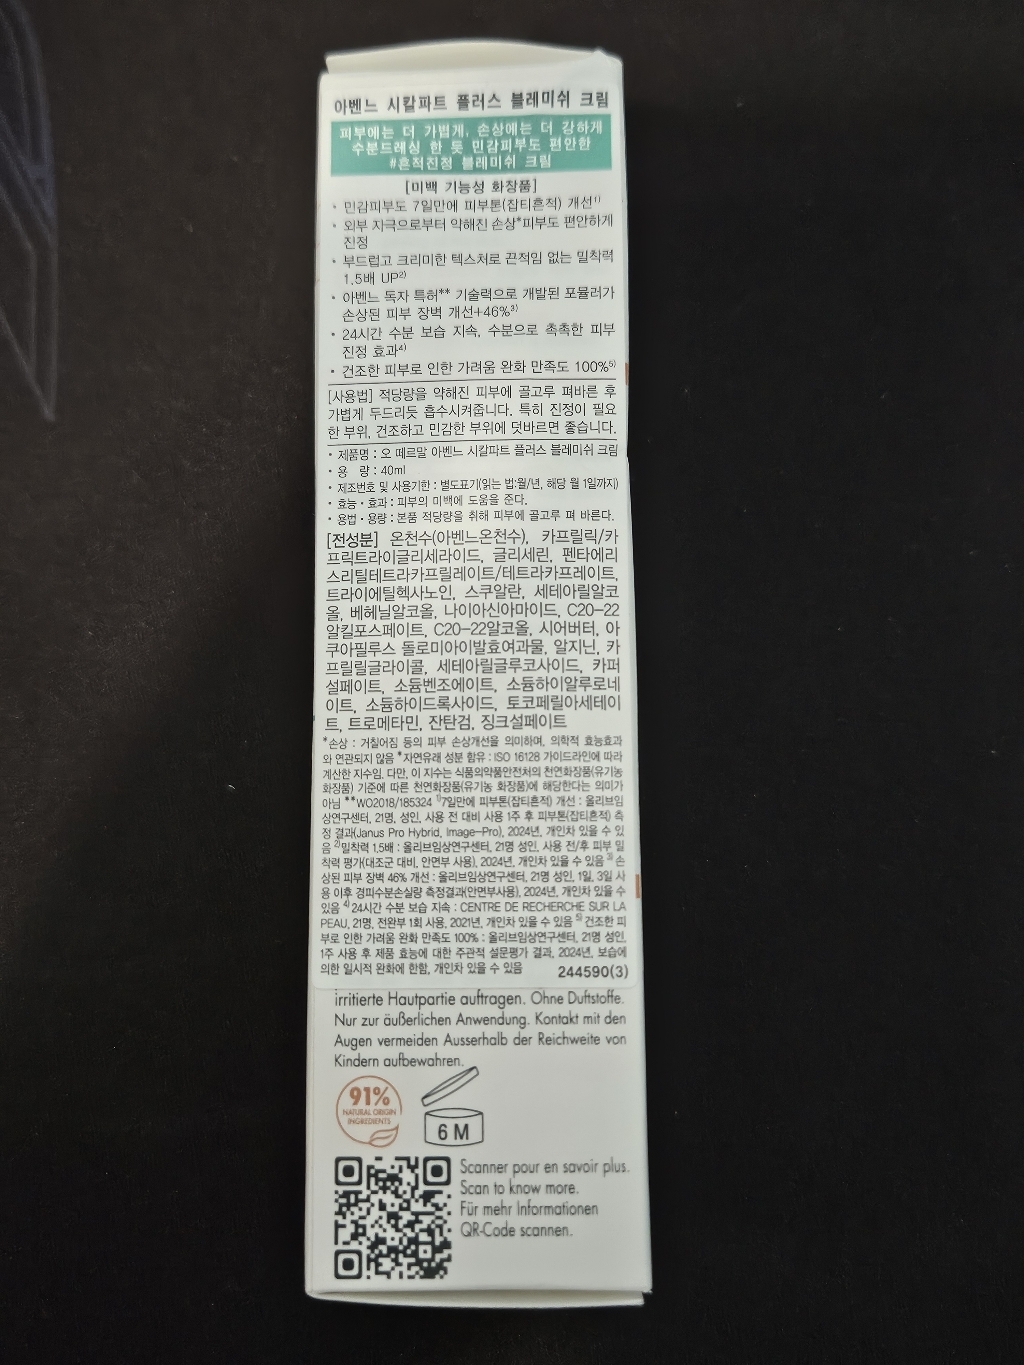 아벤느 시칼파트 플러스 블레미쉬 크림
피부에는 더 가볍게, 손상에는 더 강하게
수분드레싱 한 듯 민감피부도 편안한
#흔적진정 블레미쉬 크림
[미백 기능성 화장품]
• 민감피부도 7일만에 피부톤(잡티흔적) 개선¹⁾
• 외부 자극으로부터 약해진 손상*피부도 편안하게
진정
• 부드럽고 크리미한 텍스처로 끈적임 없는 밀착력
1.5배 UP²⁾
• 아벤느 독자 특허** 기술력으로 개발된 포뮬러가
손상된 피부 장벽 개선+46%³⁾
• 24시간 수분 보습 지속, 수분으로 촉촉한 피부
진정 효과⁴⁾
• 건조한 피부로 인한 가려움 완화 만족도 100%⁵⁾
[사용법] 적당량을 약해진 피부에 골고루 펴바른 후
가볍게 두드리듯 흡수시켜줍니다. 특히 진정이 필요
한 부위, 건조하고 민감한 부위에 덧바르면 좋습니다.
• 제품명 : 오 떼르말 아벤느 시칼파트 플러스 블레미쉬 크림
• 용 량 : 40ml
• 제조번호 및 사용기한 : 별도표기(읽는 법:월/년, 해당 월 1일까지)
• 효능 • 효과 : 피부의 미백에 도움을 준다.
• 용법 • 용량 : 본품 적당량을 취해 피부에 골고루 펴 바른다.
[전성분] 온천수(아벤느온천수), 카프릴릭/카
프릭트라이글리세라이드, 글리세린, 펜타에리
스리틸테트라카프릴레이트/테트라카프레이트,
트라이에틸헥사노인, 스쿠알란, 세테아릴알코
올, 베헤닐알코올, 나이아신아마이드, C20-22
알킬포스페이트, C20-22알코올, 시어버터, 아
쿠아필루스 돌로미아이발효여과물, 알지닌, 카
프릴릴글라이콜, 세테아릴글루코사이드, 카퍼
설페이트, 소듐벤조에이트, 소듐하이알루로네
이트, 소듐하이드록사이드, 토코페릴아세테이
트, 트로메타민, 잔탄검, 징크설페이트
*손상 : 거칠어짐 등의 피부 손상개선을 의미하며, 의학적 효능효과
와 연관되지 않음 *자연유래 성분 함유 : ISO 16128 가이드라인에 따라
계산한 지수임, 다만, 이 지수는 식품의약품안전처의 천연화장품(유기농
화장품) 기준에 따른 천연화장품(유기농 화장품)에 해당한다는 의미가
아님 **WO2018/185324 ¹⁾7일만에 피부톤(잡티흔적) 개선 : 올리브임
상연구센터, 21명, 성인, 사용 전 대비 사용 1주 후 피부톤(잡티흔적) 측
정 결과(Janus Pro Hybrid, Image-Pro), 2024년, 개인차 있을 수 있
음 ²⁾밀착력 1.5배 : 올리브임상연구센터, 21명 성인, 사용 전/후 피부 밀
착력 평가(대조군 대비, 안면부 사용), 2024년, 개인차 있을 수 있음 ³⁾손
상된 피부 장벽 46% 개선 : 올리브임상연구센터, 21명 성인, 1일, 3일 사
용 이후 경피수분손실량 측정결과(안면부사용), 2024년, 개인차 있을 수
있음 ⁴⁾24시간 수분 보습 지속 : CENTRE DE RECHERCHE SUR LA
PEAU, 21명, 전완부 1회 사용, 2021년, 개인차 있을 수 있음 ⁵⁾건조한 피
부로 인한 가려움 완화 만족도 100% : 올리브임상연구센터, 21명 성인,
1주 사용 후 제품 효능에 대한 주관적 설문평가 결과, 2024년, 보습에
의한 일시적 완화에 한함, 개인차 있을 수 있음 244590(3)
irritierte Hautpartie auftragen. Ohne Duftstoffe.
Nur zur äußerlichen Anwendung. Kontakt mit den
Augen vermeiden Ausserhalb der Reichweite von
Kindern aufbewahren.
91%
NATURAL ORIGIN
INGREDIENTS
6 M
Scanner pour en savoir plus.
Scan to know more.
Für mehr Informationen
QR-Code scannen.